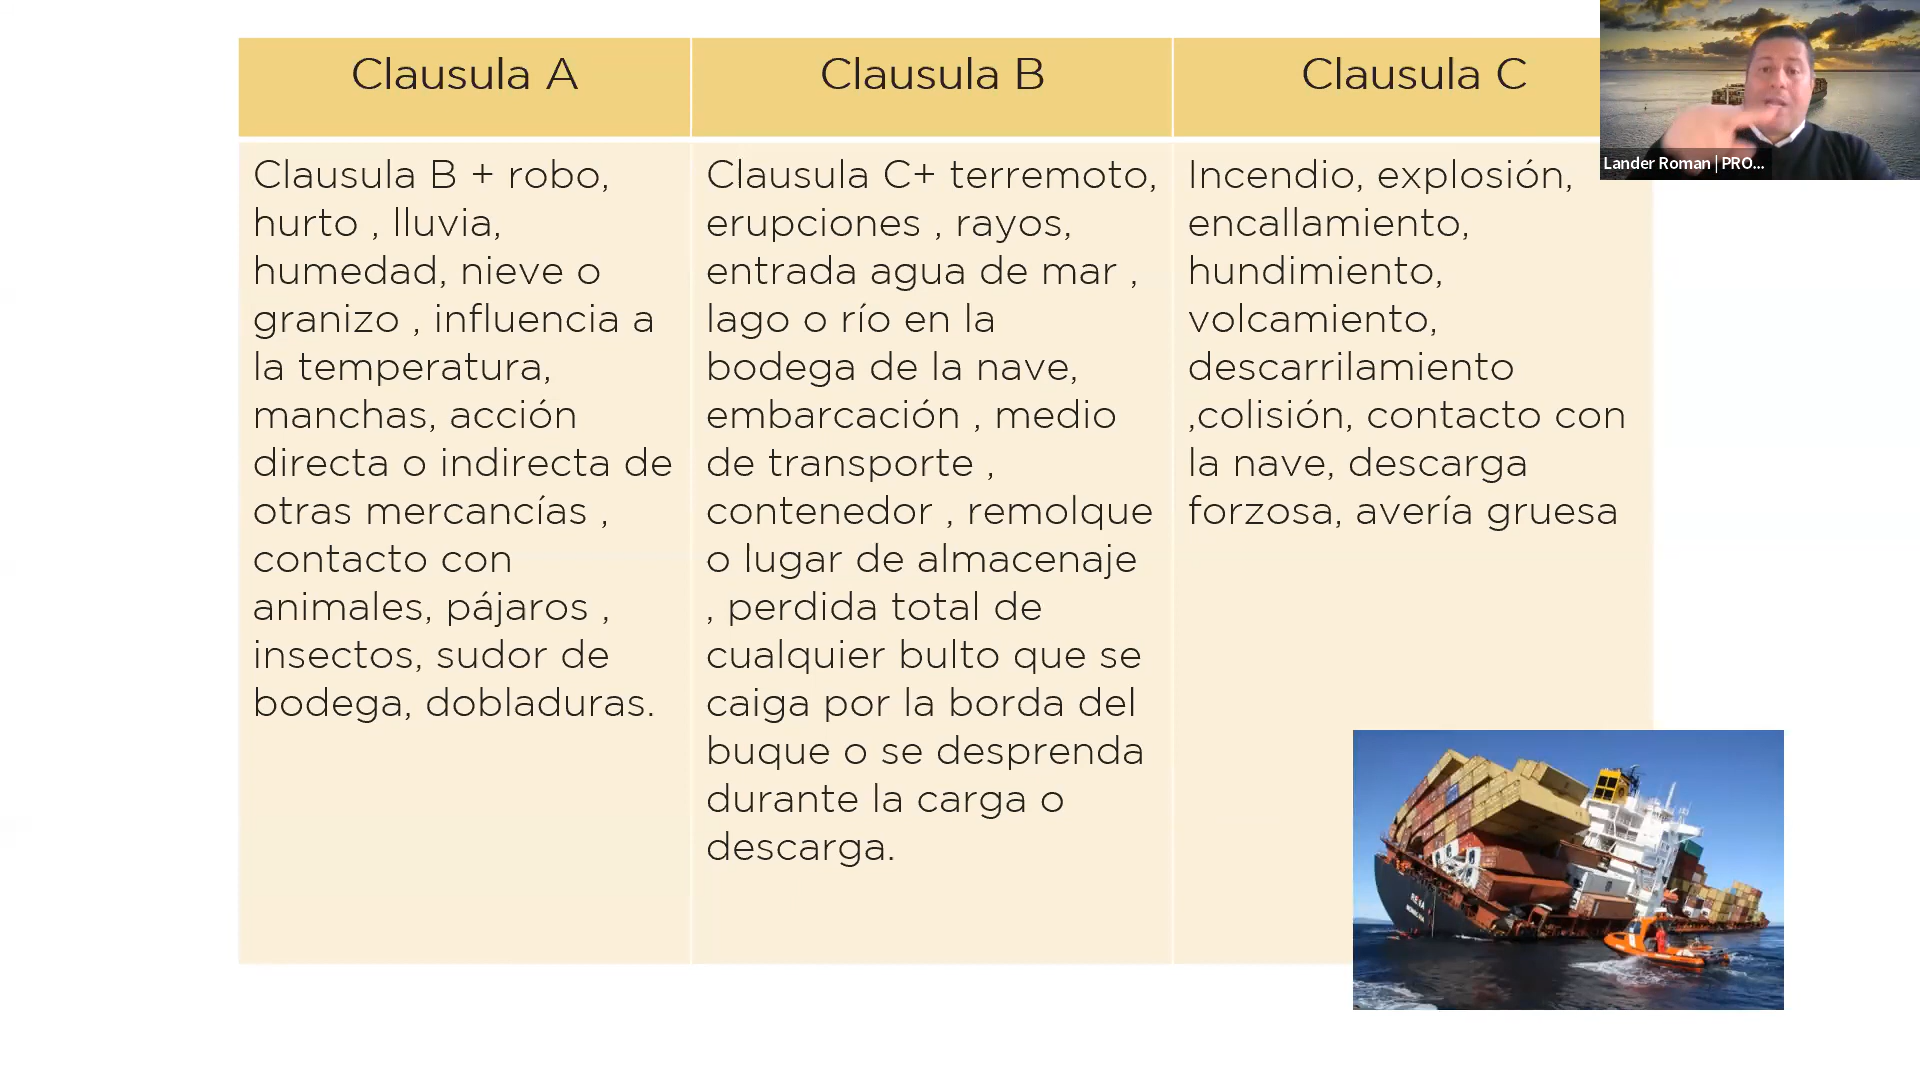 Clausula A
Clausula B + robo,
hurto , lluvia,
humedad, nieve o
granizo , influencia a
la temperatura,
manchas, acción
directa o indirecta de
otras mercancías ,
contacto con
animales, pájaros ,
insectos, sudor de
bodega, dobladuras.
Clausula B
Clausula C+ terremoto,
erupciones , rayos,
entrada agua de mar ,
lago o río en la
bodega de la nave,
embarcación , medio
de transporte ,
contenedor , remolque
o lugar de almacenaje
, perdida total de
cualquier bulto que se
caiga por la borda del
buque o se desprenda
durante la carga o
descarga.
Clausula C
Incendio, explosión,
encallamiento,
hundimiento,
volcamiento,
descarrilamiento
,colisión, contacto con
la nave, descarga
forzosa, avería gruesa
Lander Roman | PRO...